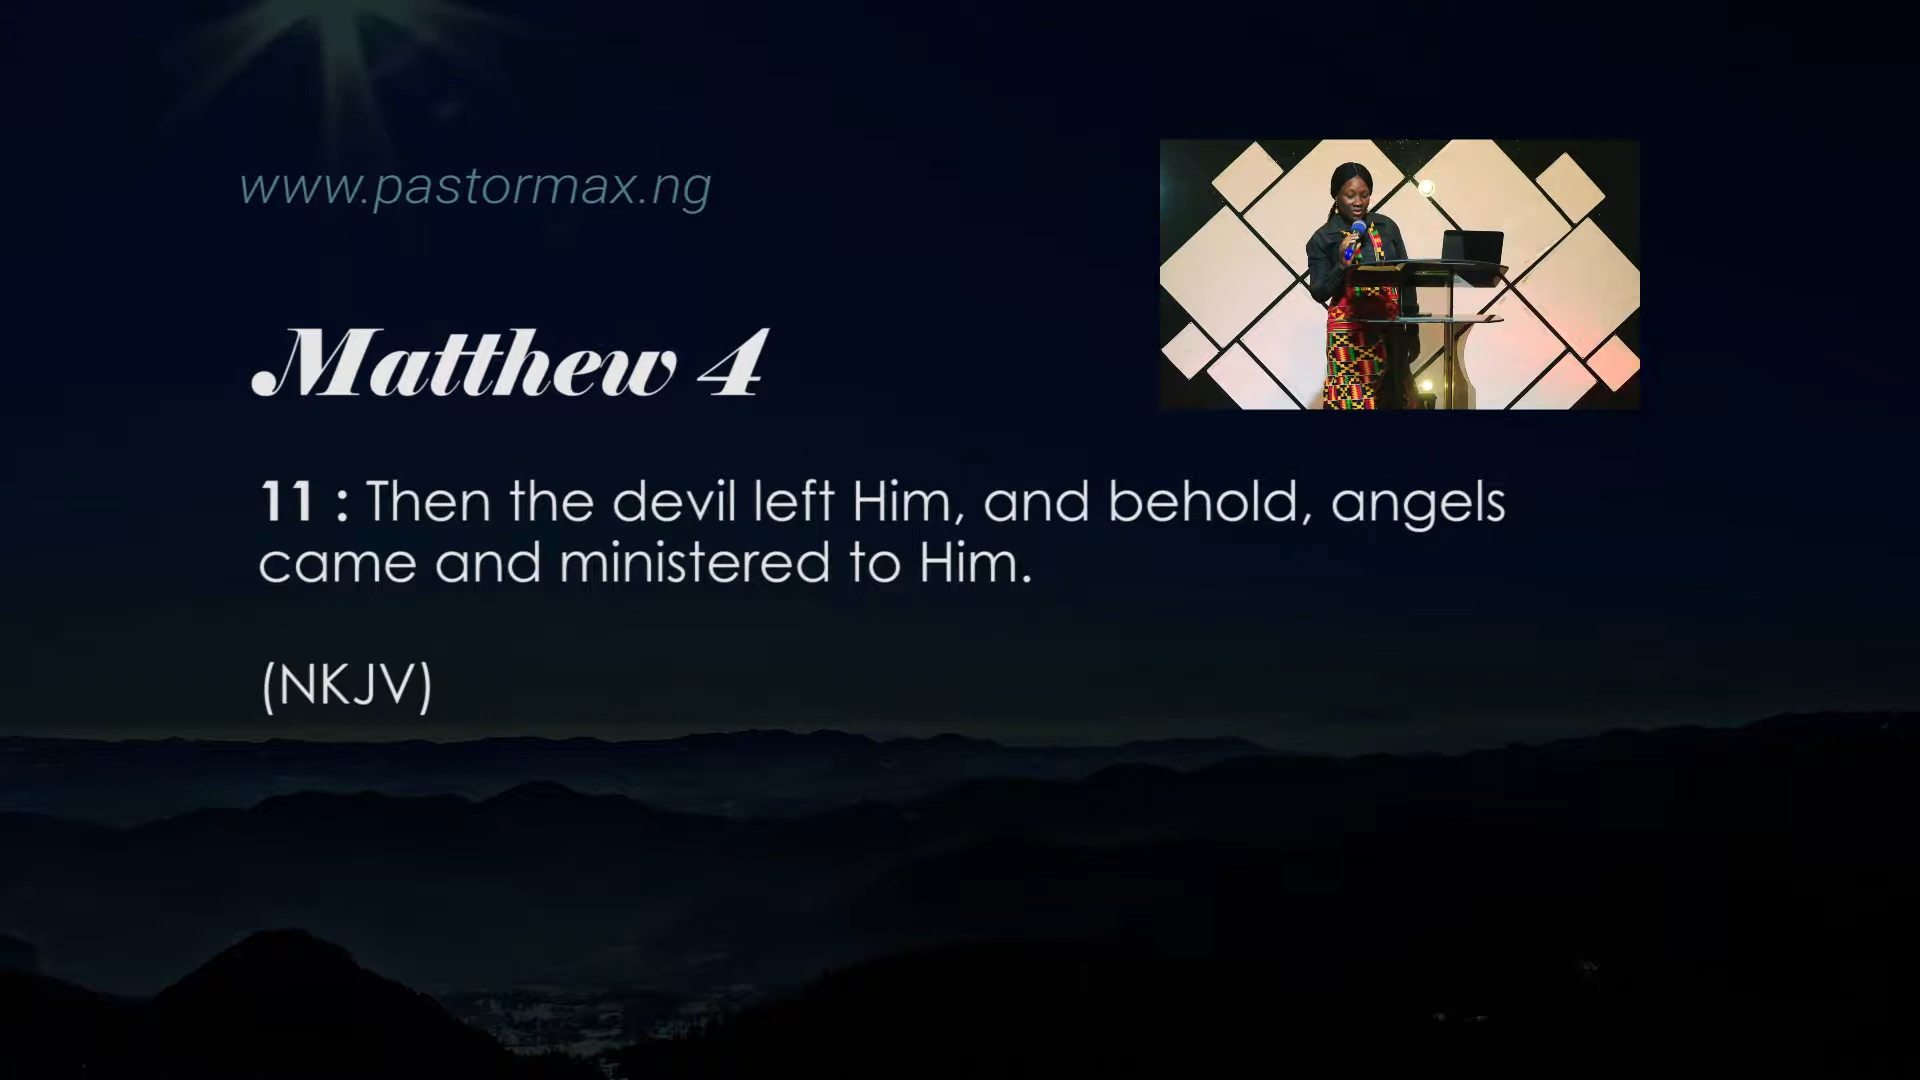 www.pastormax.ng
Matthew 4
11 : Then the devil left Him, and behold, angels
came and ministered to Him.
(NKJV)